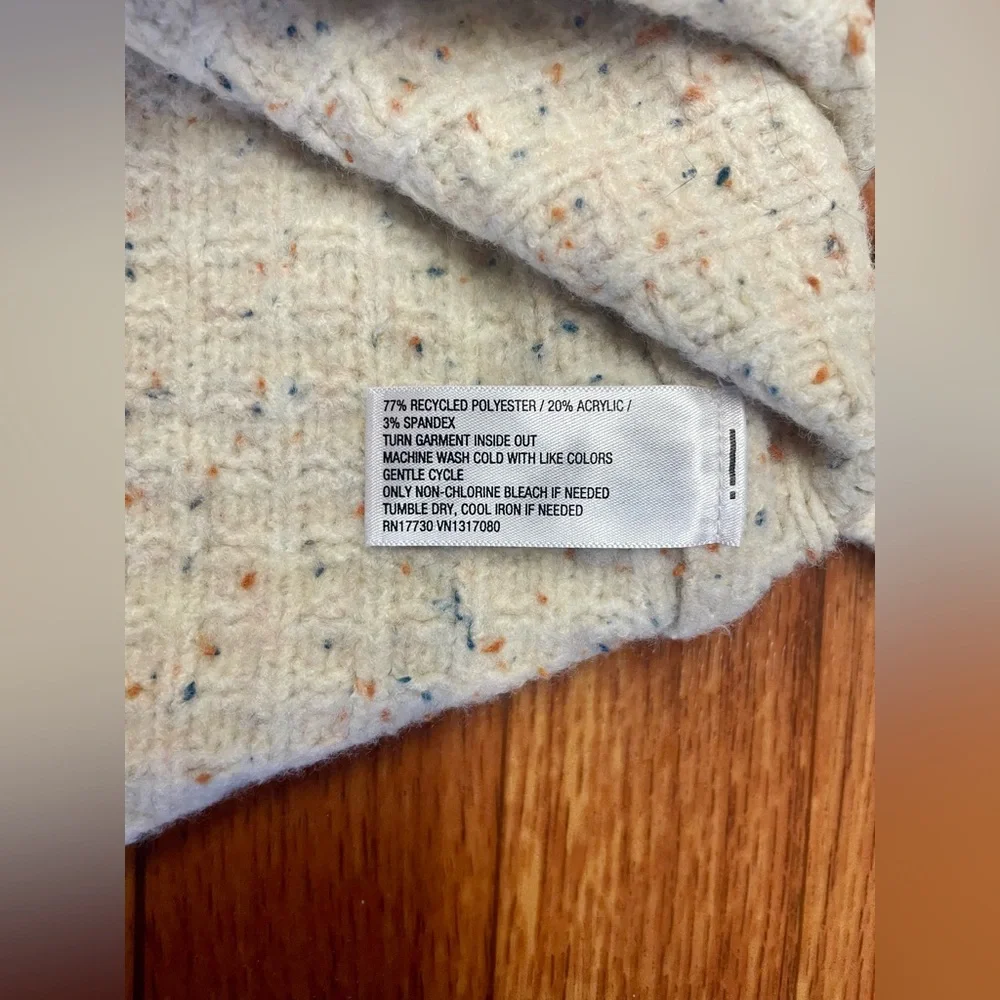 77% RECYCLED POLYESTER / 20% ACRYLIC /
3% SPANDEX
TURN GARMENT INSIDE OUT
MACHINE WASH COLD WITH LIKE COLORS
GENTLE CYCLE
ONLY NON-CHLORINE BLEACH IF NEEDED
TUMBLE DRY, COOL IRON IF NEEDED
RN17730 VN1317080